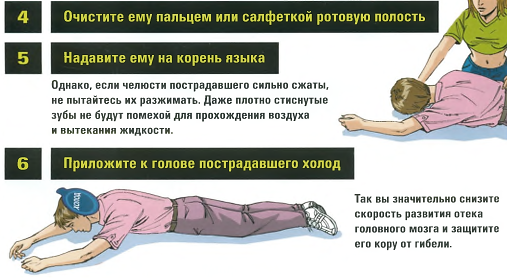 4 Очистите ему пальцем или салфеткой ротовую полость
5 Надавите ему на корень языка
Однако, если челюсти пострадавшего сильно сжаты,
не пытайтесь их разжимать. Даже плотно стиснутые
зубы не будут помехой для прохождения воздуха
и вытекания жидкости.
6 Приложите к голове пострадавшего холод
Так вы значительно снизите
скорость развития отека
головного мозга и защитите
его кору от гибели.